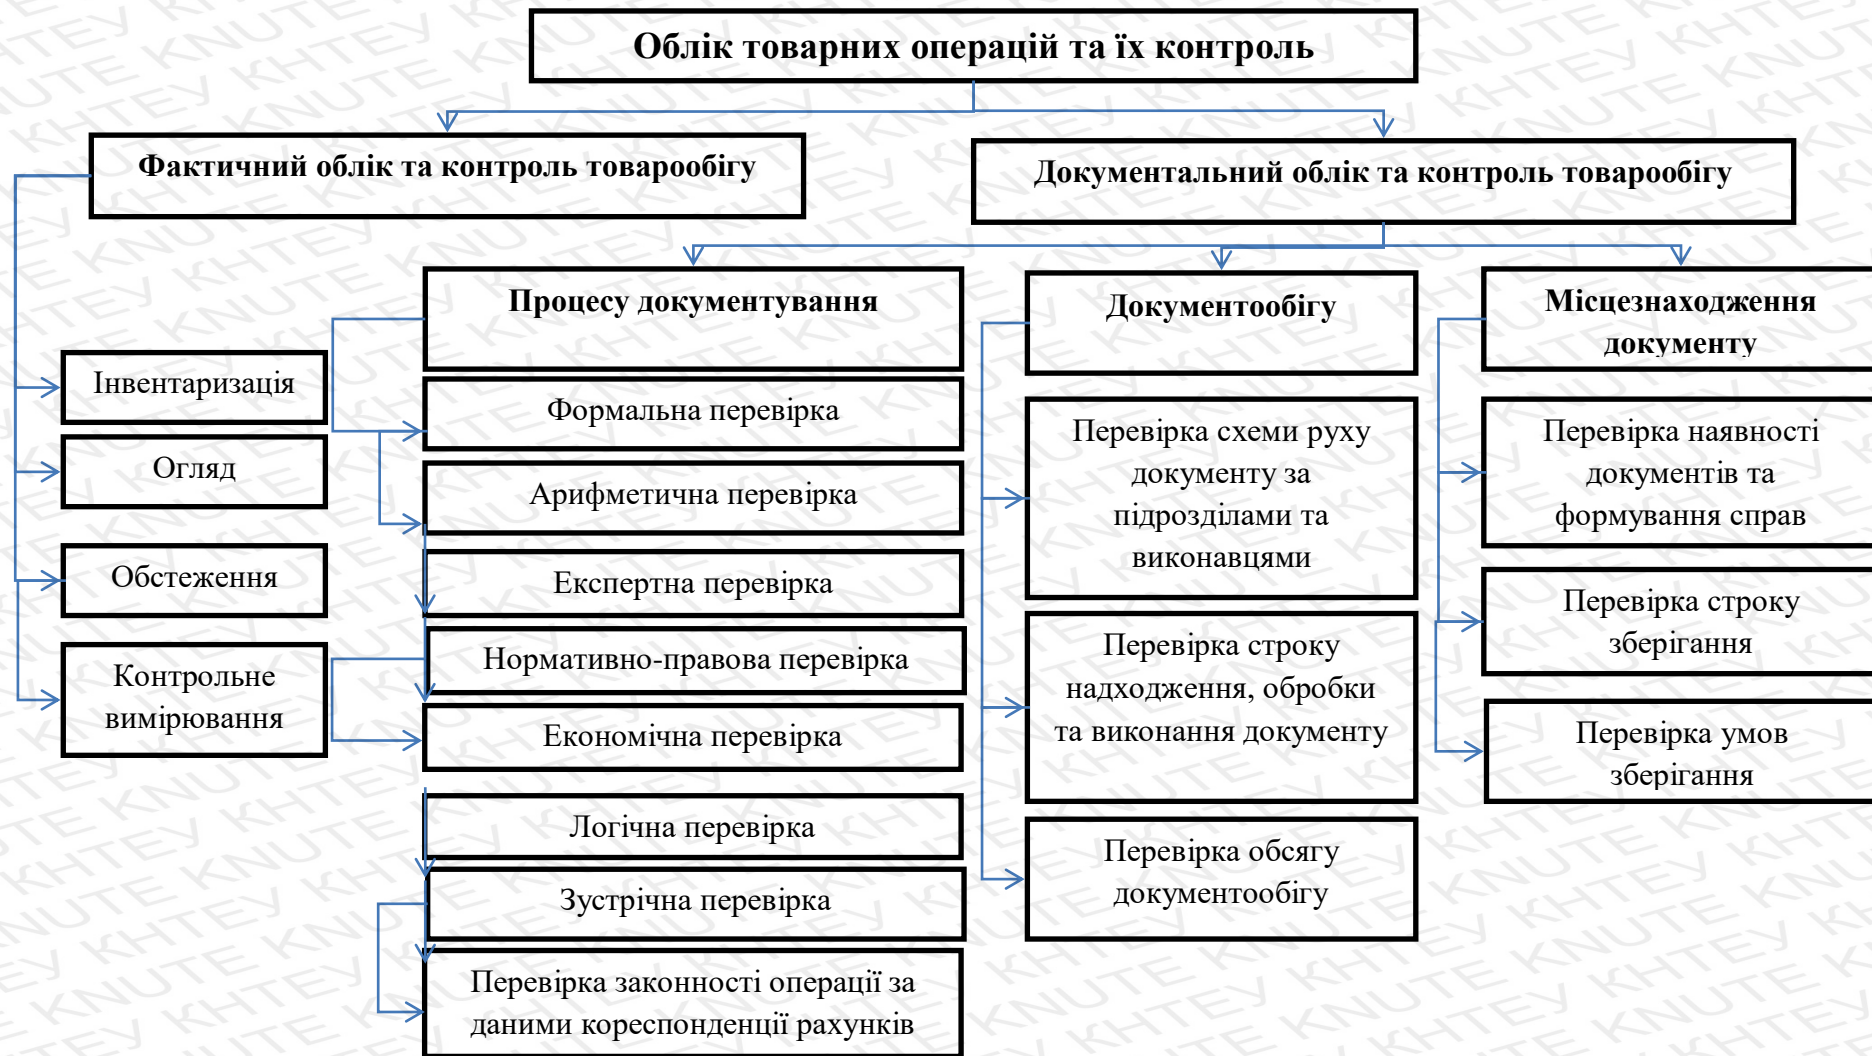 Облік товарних операцій та їх контроль
Фактичний облік та контроль товарообігу
Документальний облік та контроль товарообігу
Інвентаризація
Огляд
Обстеження
Контрольне
вимірювання
Процесу документування
Формальна перевірка
Арифметична перевірка
Експертна перевірка
Нормативно-правова перевірка
Економічна перевірка
Логічна перевірка
Зустрічна перевірка
Перевірка законності операції за
даними кореспонденції рахунків
Документообігу
Перевірка схеми руху
документу за
підрозділами та
виконавцями
Перевірка строку
надходження, обробки
та виконання документу
Перевірка обсягу
документообігу
Місцезнаходження
документу
Перевірка наявності
документів та
формування справ
Перевірка строку
зберігання
Перевірка умов
зберігання